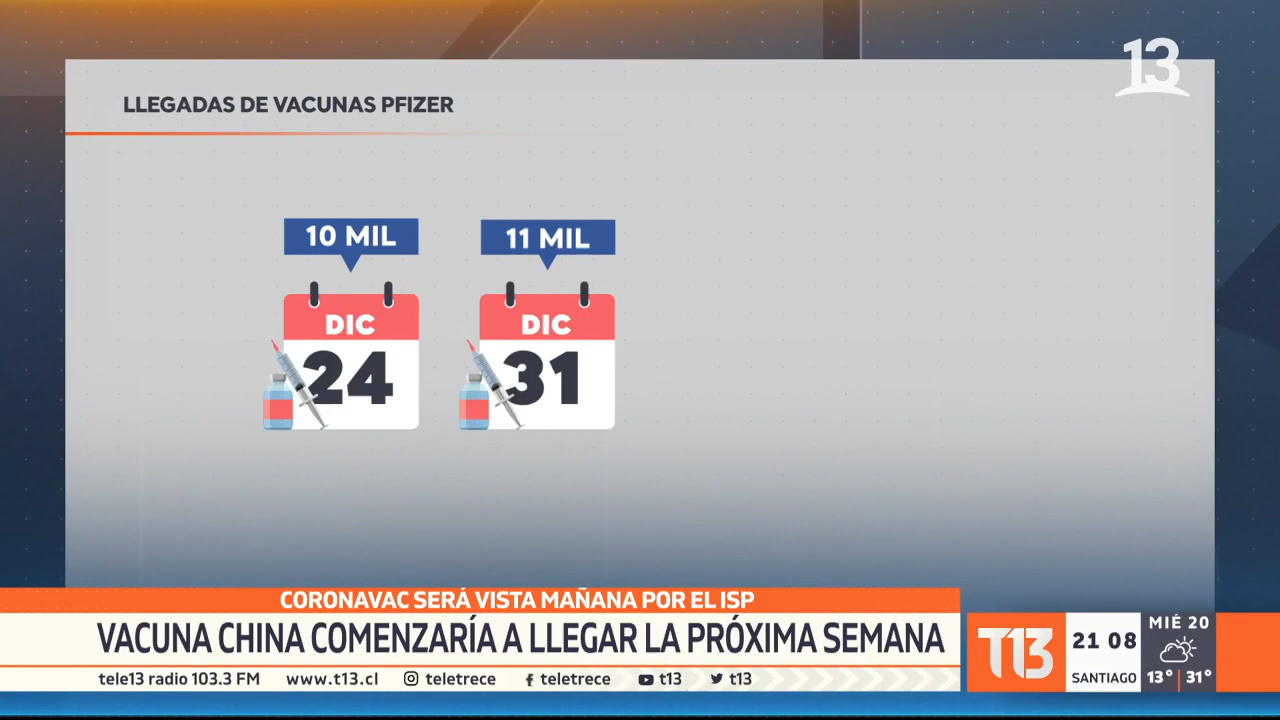 13
LLEGADAS DE VACUNAS PFIZER
10 MIL
11 MIL
DIC
24
DIC
31
CORONAVAC SERÁ VISTA MAÑANA POR EL ISP
VACUNA CHINA COMENZARÍA A LLEGAR LA PRÓXIMA SEMANA
tele13 radio 103.3 FM
www.t13.cl
teletrece
teletrece
t13
t13
T13
21 08
SANTIAGO
MIÉ 20
13° 31°